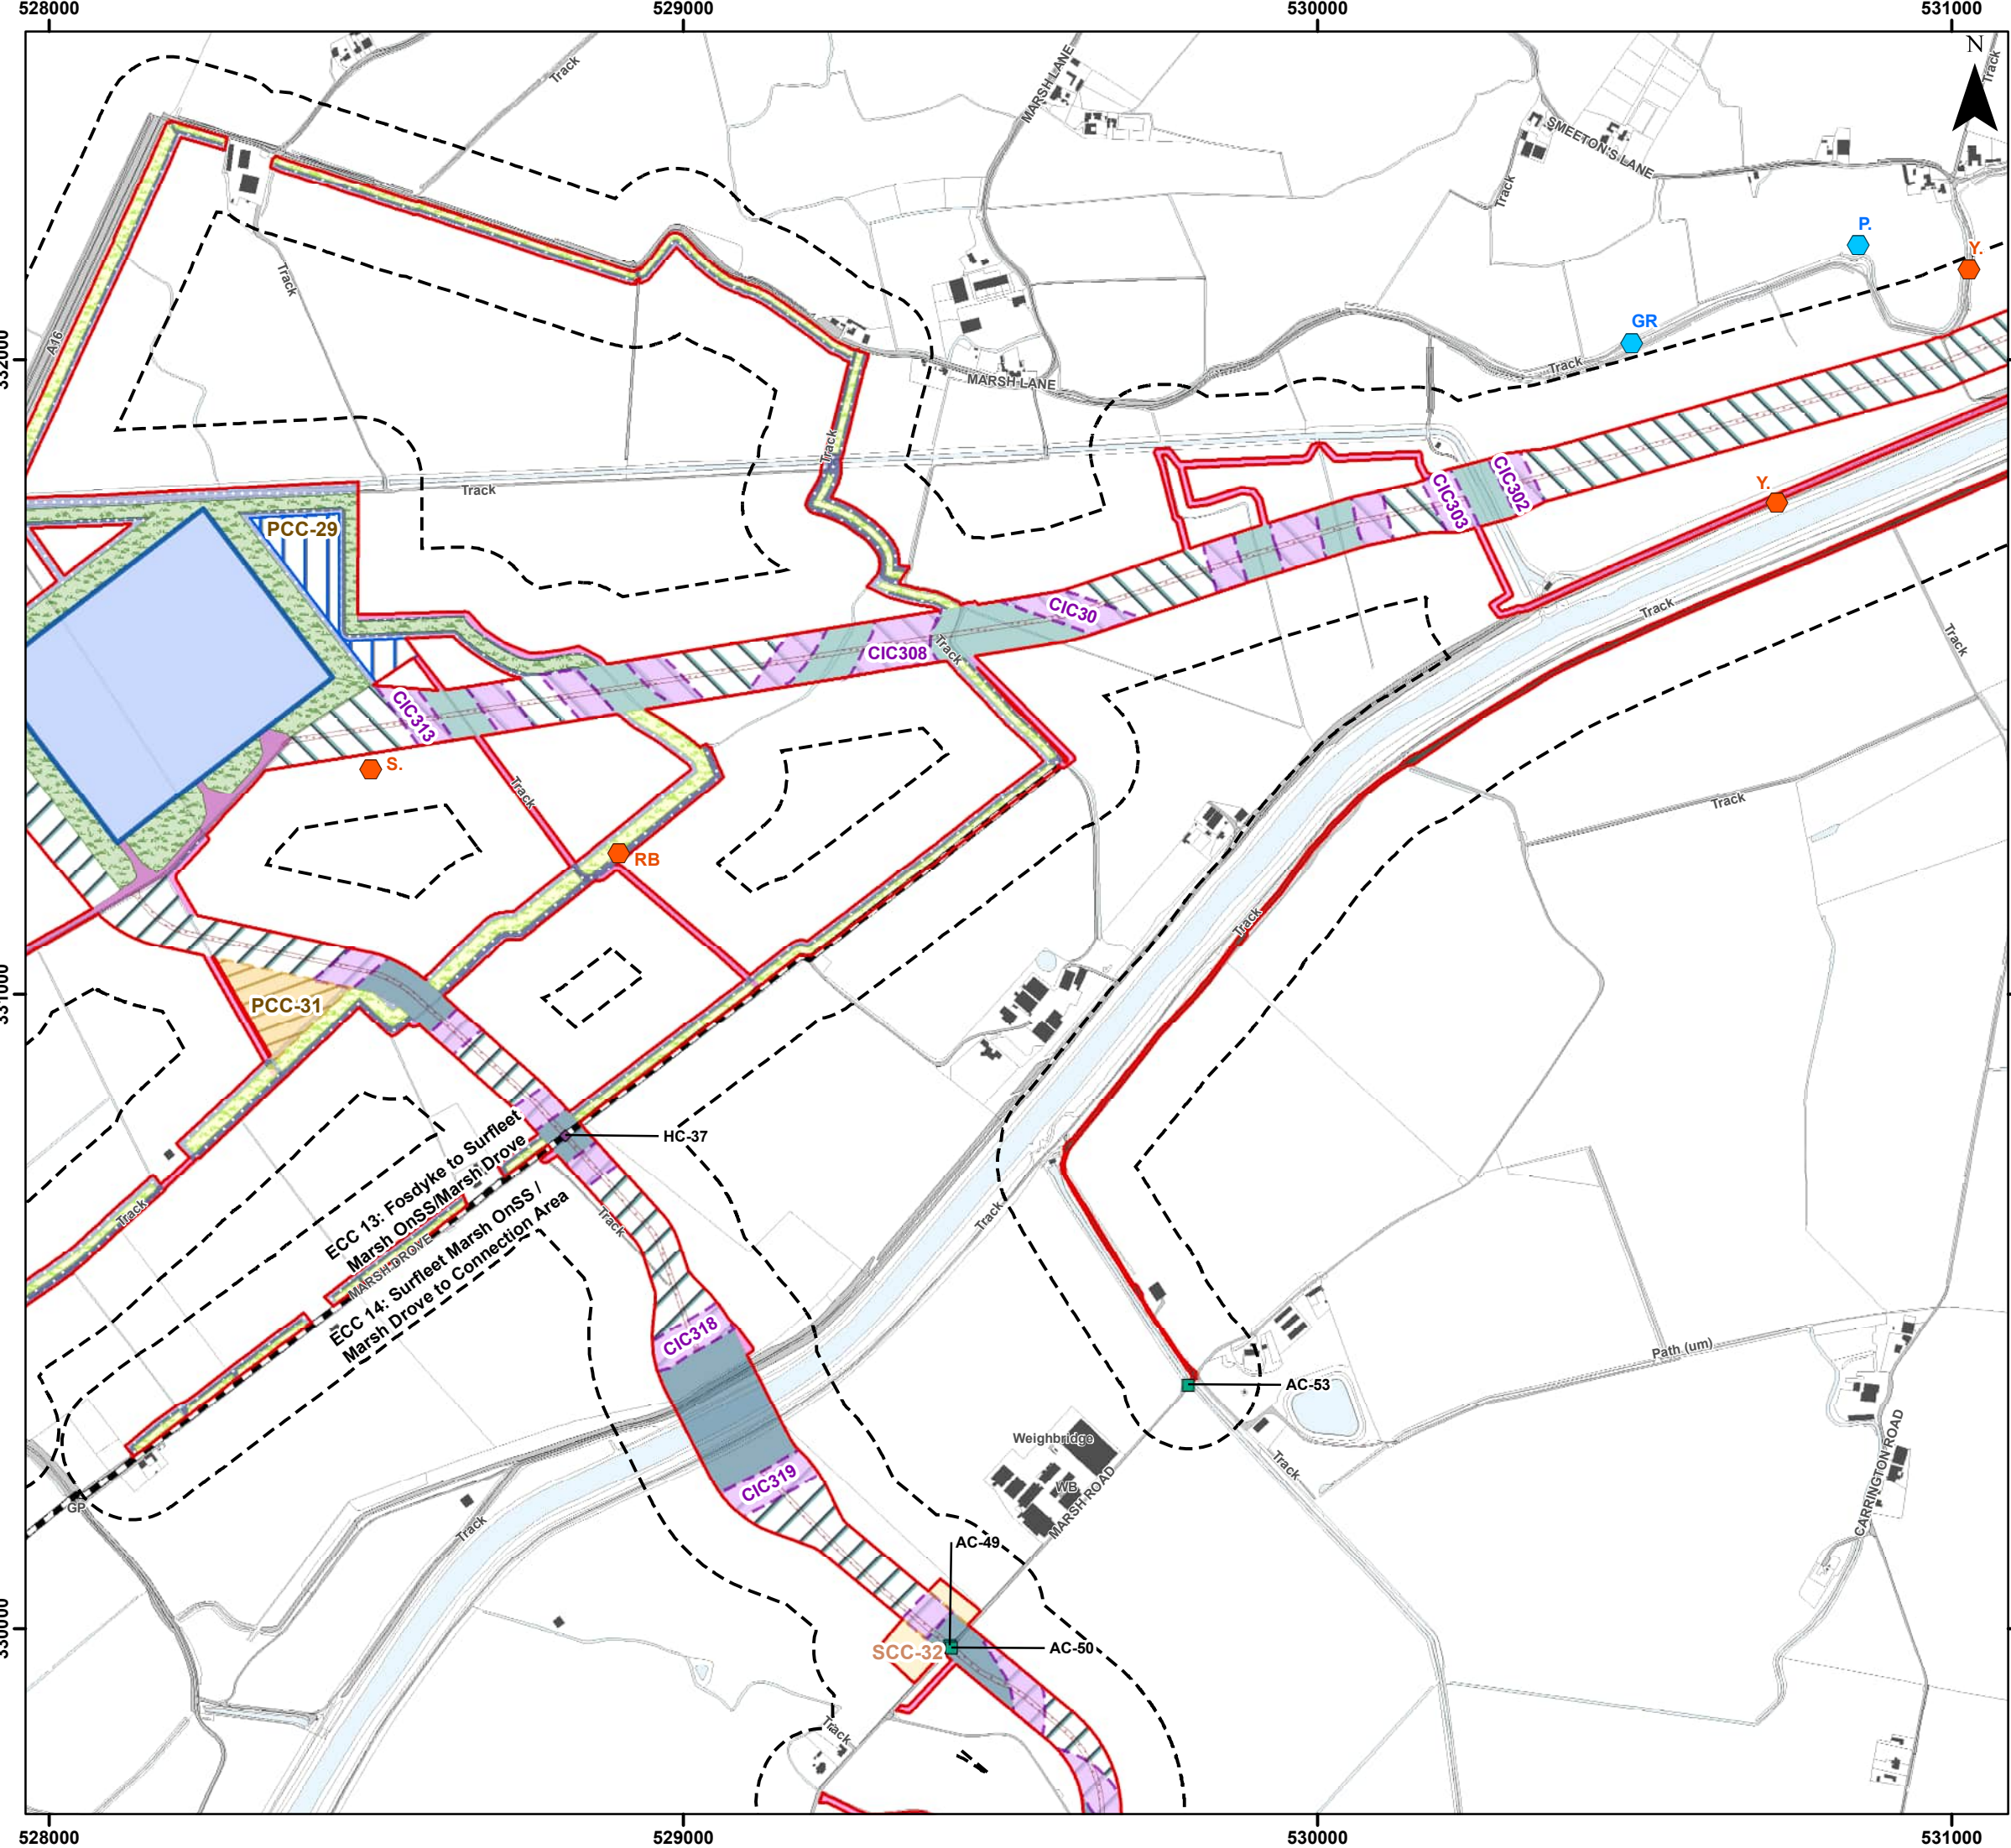 528000
529000
530000
531000
N
Track
Track
MARSH LANE
SMEETON'S LANE
Track
P.
Y.
Track
GR
A16
332000
MARSH LANE
Track
Track
Track
CIC303
CIC302
Y.
PCC-29
CIC30
Track
Track
CIC308
Track
CIC313
S.
Track
Track
RB
Track
331000
PCC-31
HC-37
ECC 13: Fosdyke to Surfleet
Marsh OnSS/Marsh Drove
MARSH DROVE
ECC 14: Surfleet Marsh OnSS /
Marsh Drove to Connection Area
Track
Track
Track
CIC318
Path (um)
AC-53
Weighbridge
WB
MARSH ROAD
Track
CARRINGTON ROAD
CIC319
GP
Track
AC-49
330000
SCC-32
AC-50
Track
528000
529000
530000
531000